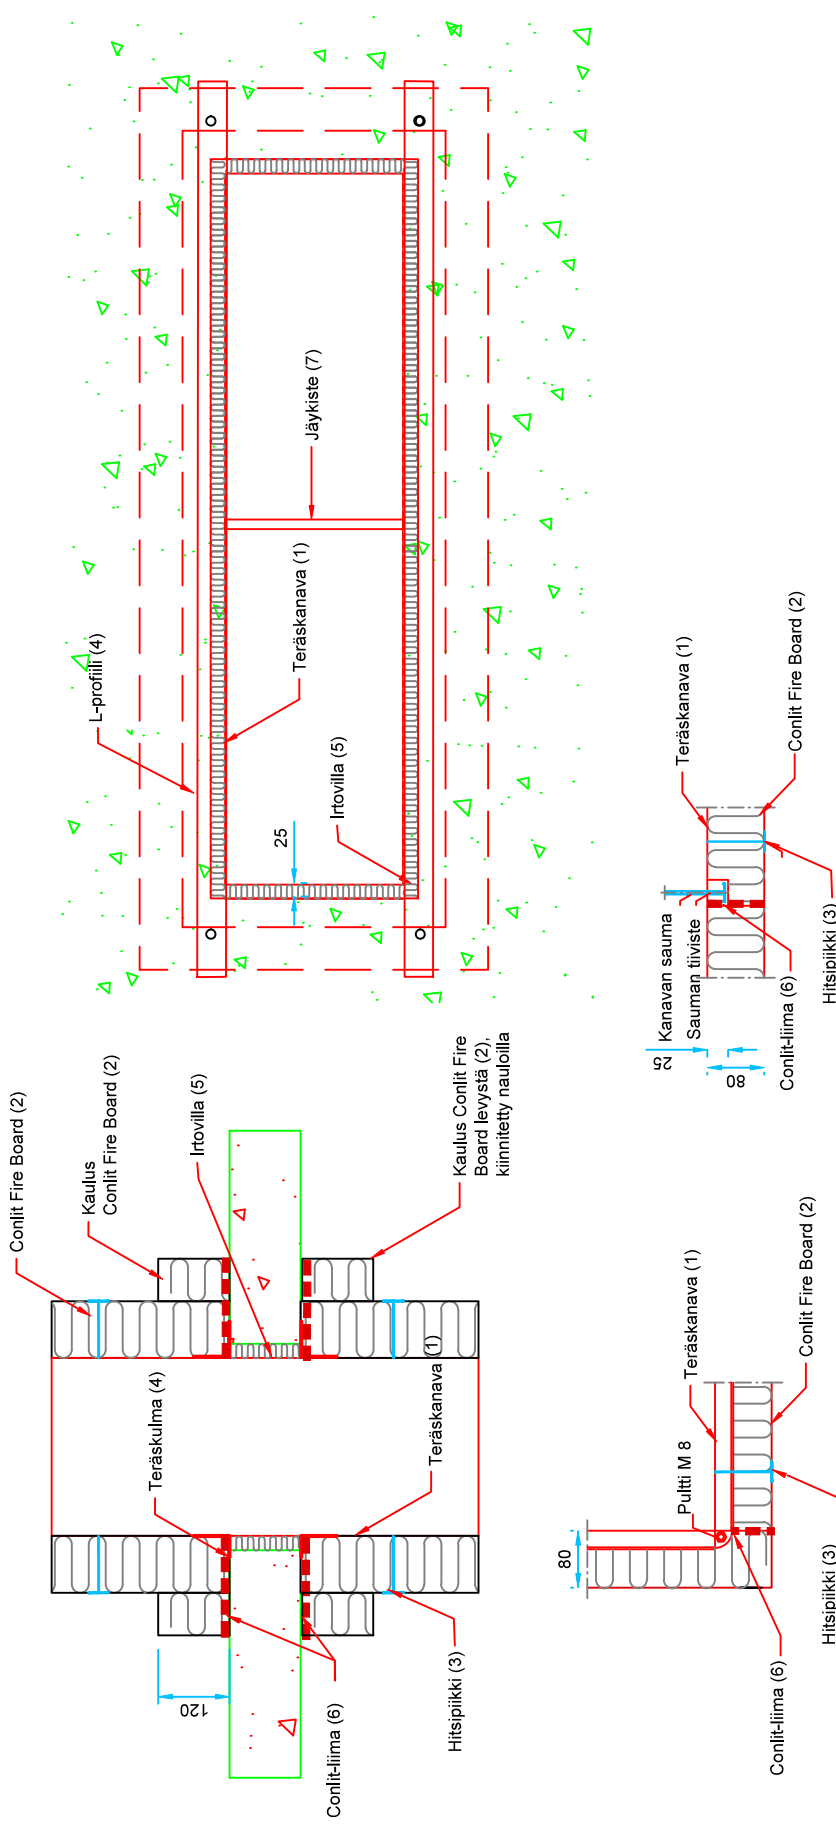 Conlit Fire Board (2)
Kaulus
Conlit Fire Board (2)
Irtovilla (5)
Kaulus Conlit Fire
Board levystä (2),
kiinnitetty nauloilla
Teräskulma (4)
Teräskanava (1)
120
Conlit-liima (6)
Hitsipiikki (3)
L-profiili (4)
Teräskanava (1)
Jäykiste (7)
Irtovilla (5)
25
80
Pultti M 8
Teräskanava (1)
Conlit Fire Board (2)
Conlit-liima (6)
Hitsipiikki (3)
25
80
Kanavan sauma
Sauman tiiviste
Teräskanava (1)
Conlit Fire Board (2)
Conlit-liima (6)
Hitsipiikki (3)